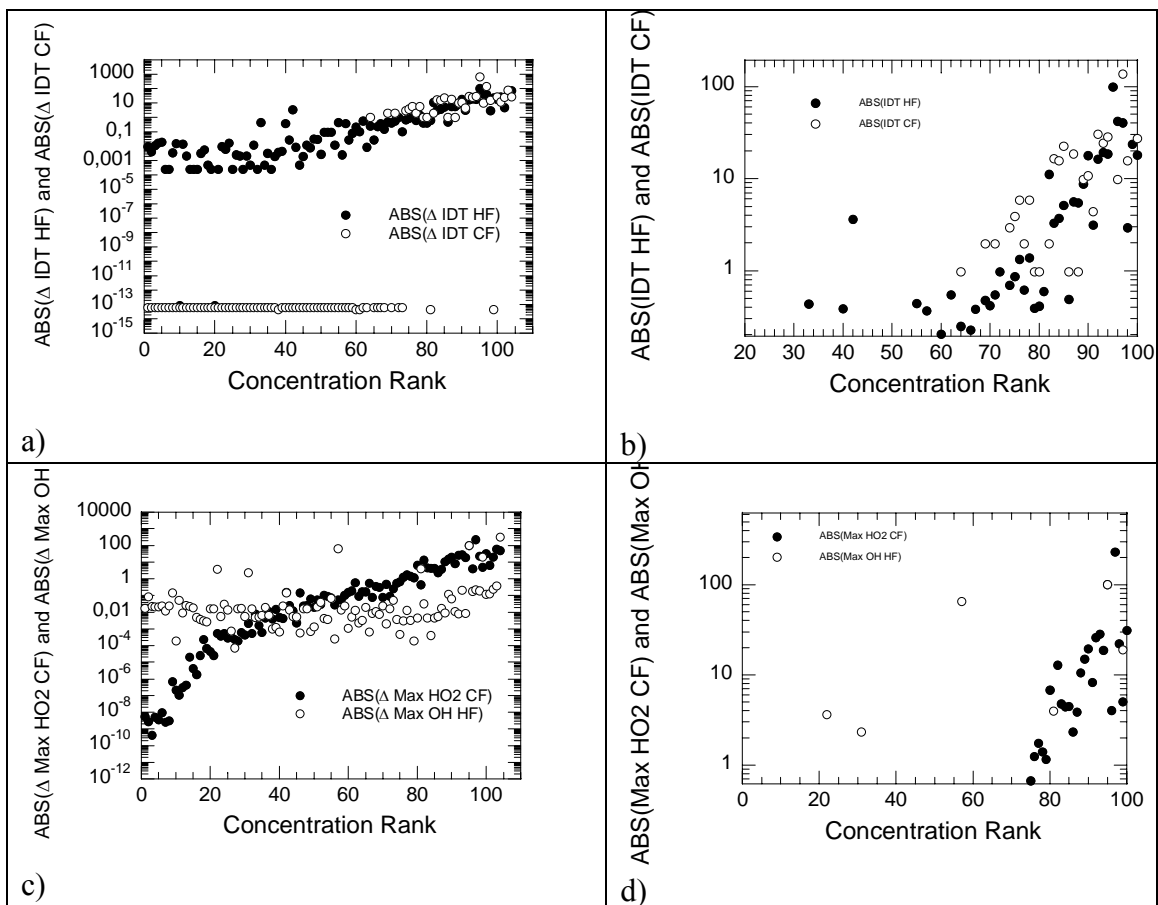 ABS(Δ IDT HF) and ABS(Δ IDT CF)
1000
10
0,1
0,001
10-5
10-7
10-9
10-11
10-13
10-15
ABS(Δ IDT HF)
ABS(Δ IDT CF)
0 20 40 60 80 100
Concentration Rank
a)
ABS(IDT HF) and ABS(IDT CF)
100
10
1
ABS(IDT HF)
ABS(IDT CF)
20 30 40 50 60 70 80 90 100
Concentration Rank
b)
ABS(Δ Max HO2 CF) and ABS(Δ Max OH
10000
100
1
0,01
10-4
10-6
10-8
10-10
10-12
ABS(Δ Max HO2 CF)
ABS(Δ Max OH HF)
0 20 40 60 80 100
Concentration Rank
c)
ABS(Max HO2 CF) and ABS(Max OH
100
10
1
ABS(Max HO2 CF)
ABS(Max OH HF)
0 20 40 60 80 100
Concentration Rank
d)